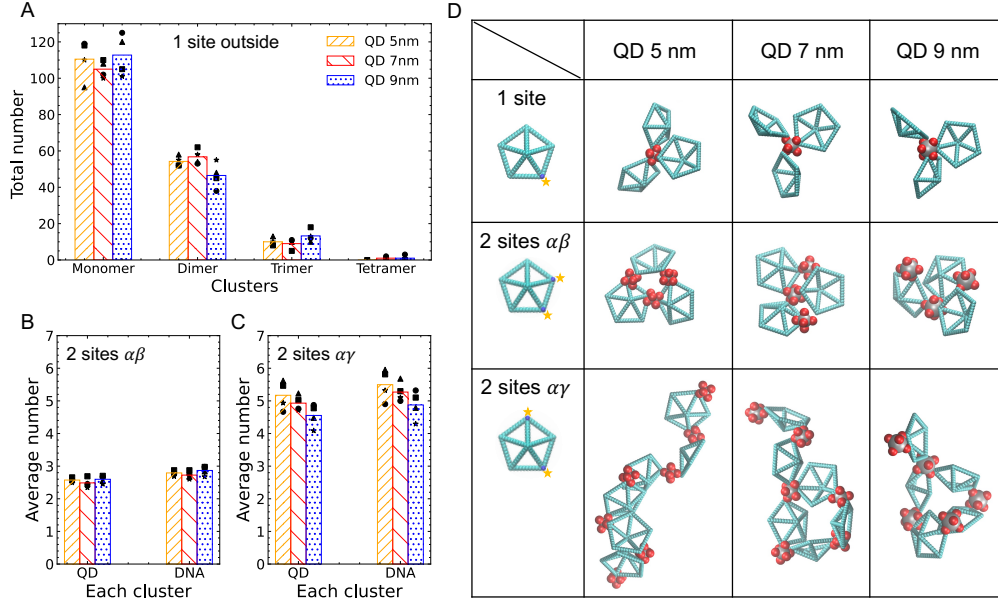 A
1 site outside
QD 5nm
QD 7nm
QD 9nm
Total number
120
100
80
60
40
20
0
Monomer
Dimer
Trimer
Tetramer
Clusters
B
2 sites αβ
Average number
7
6
5
4
3
2
1
0
QD
DNA
Each cluster
C
2 sites αγ
Average number
7
6
5
4
3
2
1
0
QD
DNA
Each cluster
D
QD 5 nm
QD 7 nm
QD 9 nm
1 site
2 sites αβ
2 sites αγ